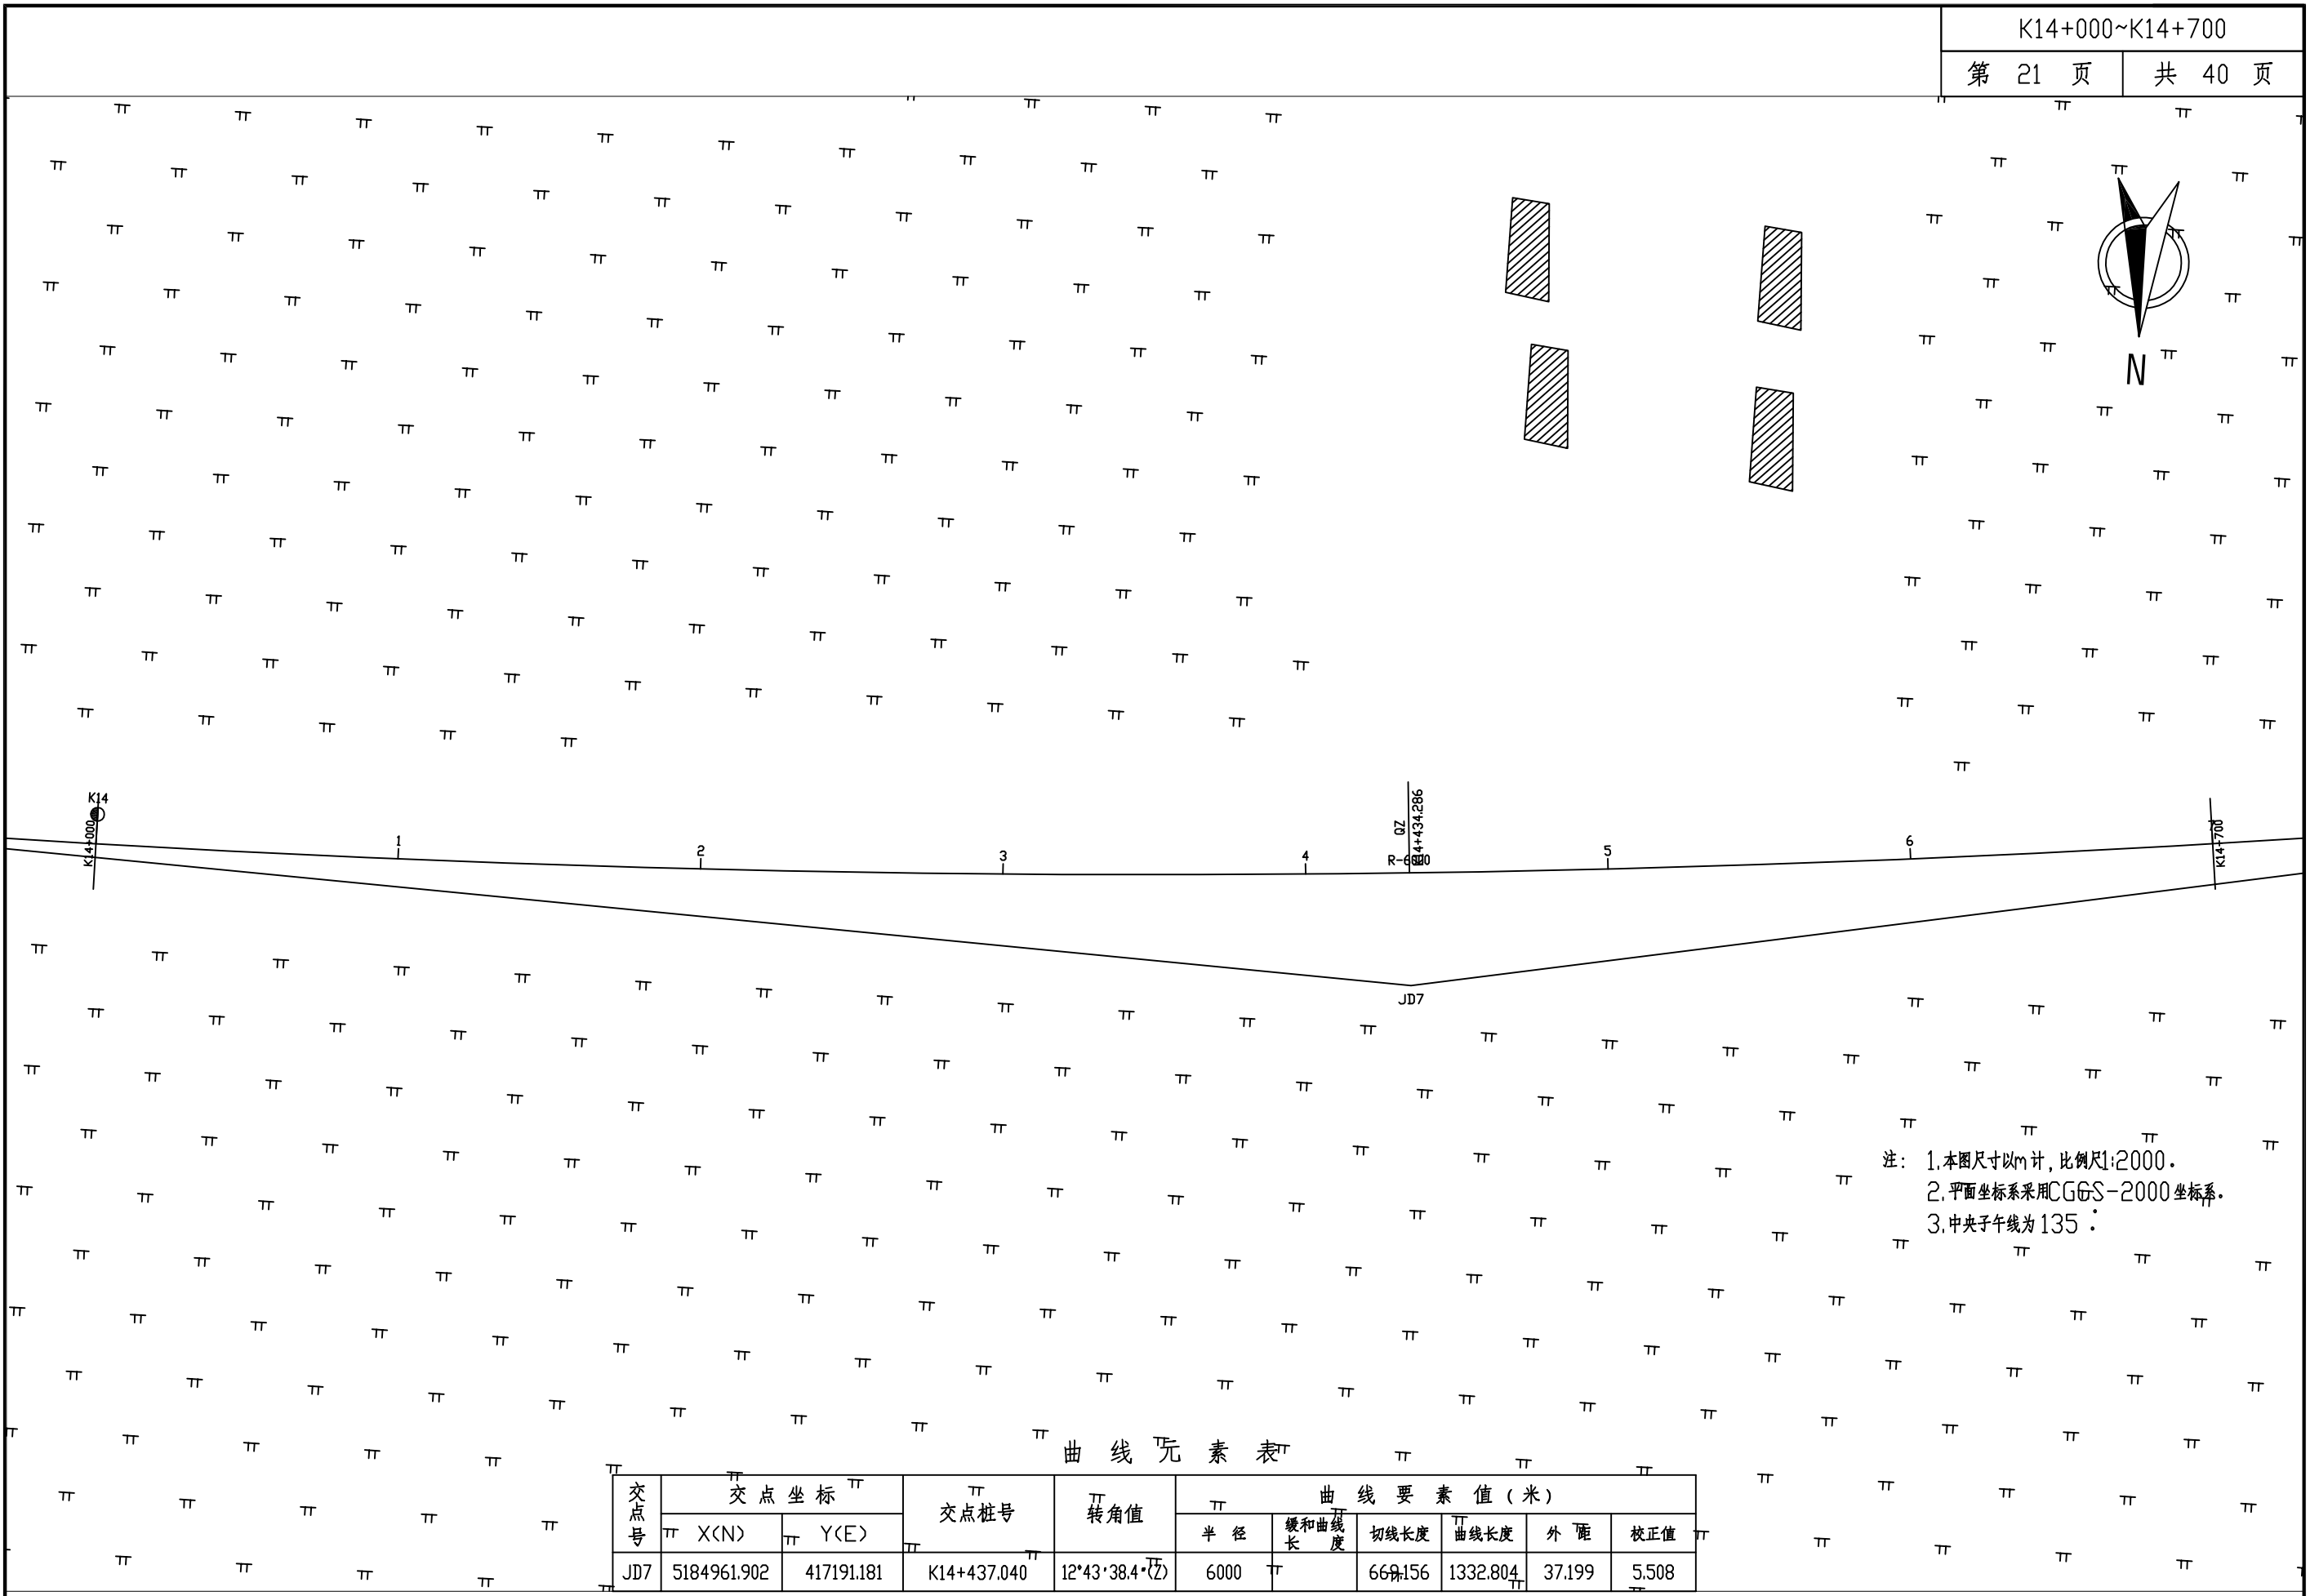 K14+000~K14+700
第 21 页 共 40 页
N
K14
K14+000
1
2
3
4
QZ
K14+434.286
R-6000
5
6
7
K14+700
JD7
注: 1.本图尺寸以m计,比例尺1:2000.
2.平面坐标系采用CGCS-2000坐标系.
3.中央子午线为135°.
曲 线 元 素 表
交点号 交点坐标 交点桩号 转角值 曲线要素值(米)
X(N) Y(E) 半 径 缓和曲线长度 切线长度 曲线长度 外 距 校正值
JD7 5184961.902 417191.181 K14+437.040 12°43'38.4"(Z) 6000 669.156 1332.804 37.199 5.508